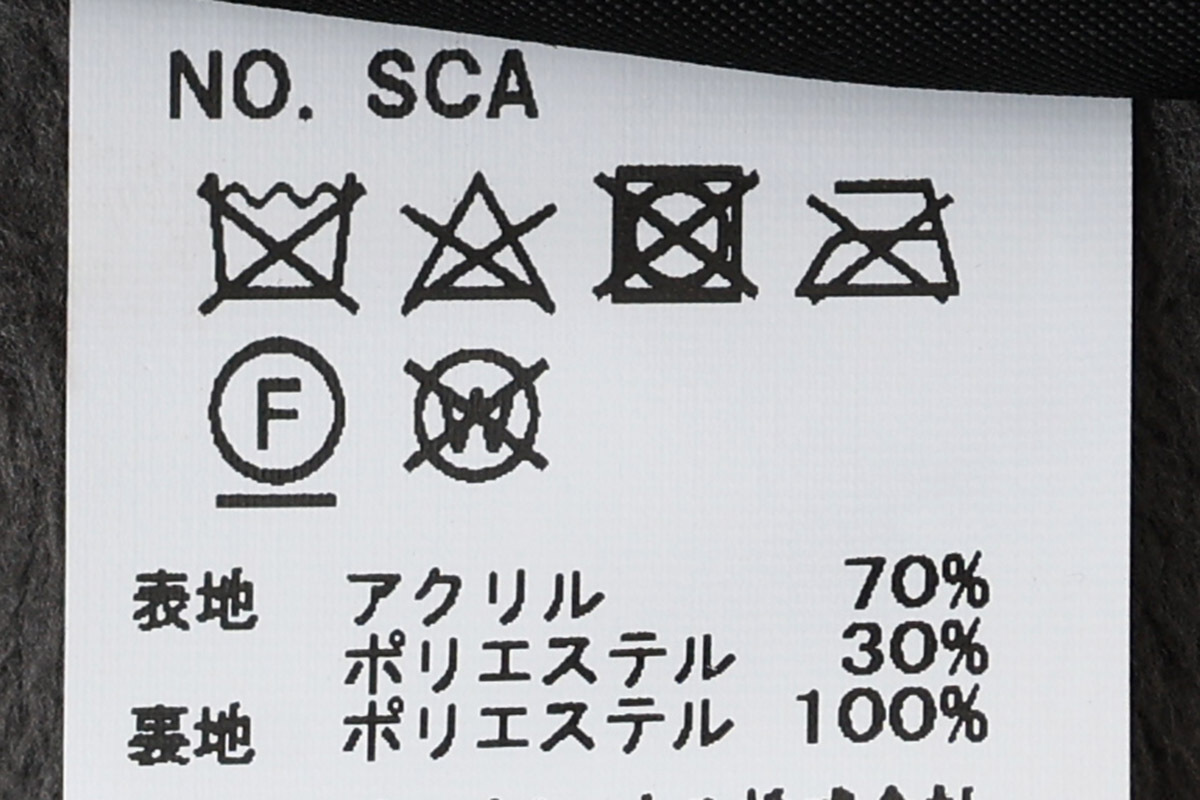 NO. SCA
F W
表地 アクリル 70%
ポリエステル 30%
裏地 ポリエステル 100%